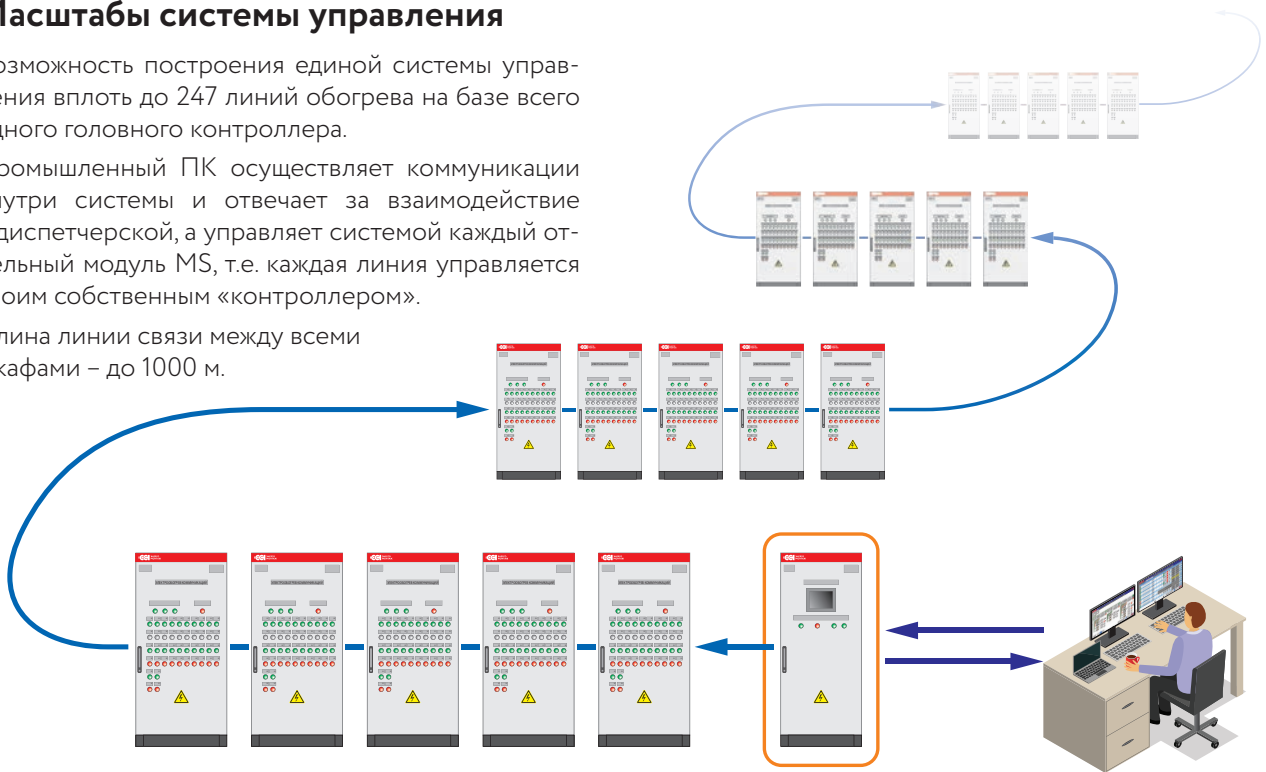 Масштабы системы управления
озможность построения единой системы управ-
ения вплоть до 247 линий обогрева на базе всего
дного головного контроллера.
ромышленный ПК осуществляет коммуникации
нутри системы и отвечает за взаимодействие
диспетчерской, а управляет системой каждый от-
ельный модуль MS, т.е. каждая линия управляется
воим собственным «контроллером».
лина линии связи между всеми
кафами – до 1000 м.